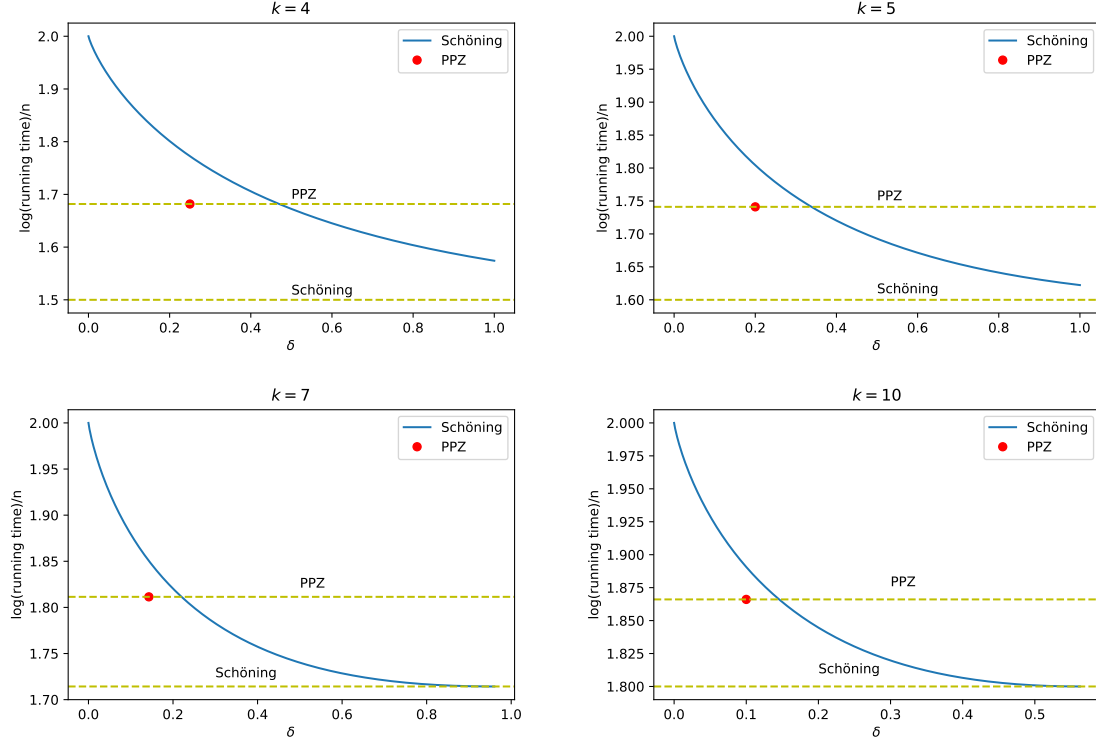 k = 4
2.0
1.9
1.8
1.7
1.6
1.5
log(running time)/n
Schöning
PPZ
PPZ
Schöning
0.0 0.2 0.4 0.6 0.8 1.0
δ
k = 5
2.00
1.95
1.90
1.85
1.80
1.75
1.70
1.65
1.60
log(running time)/n
Schöning
PPZ
PPZ
Schöning
0.0 0.2 0.4 0.6 0.8 1.0
δ
k = 7
2.00
1.95
1.90
1.85
1.80
1.75
1.70
log(running time)/n
Schöning
PPZ
PPZ
Schöning
0.0 0.2 0.4 0.6 0.8 1.0
δ
k = 10
2.000
1.975
1.950
1.925
1.900
1.875
1.850
1.825
1.800
log(running time)/n
Schöning
PPZ
PPZ
Schöning
0.0 0.1 0.2 0.3 0.4 0.5
δ